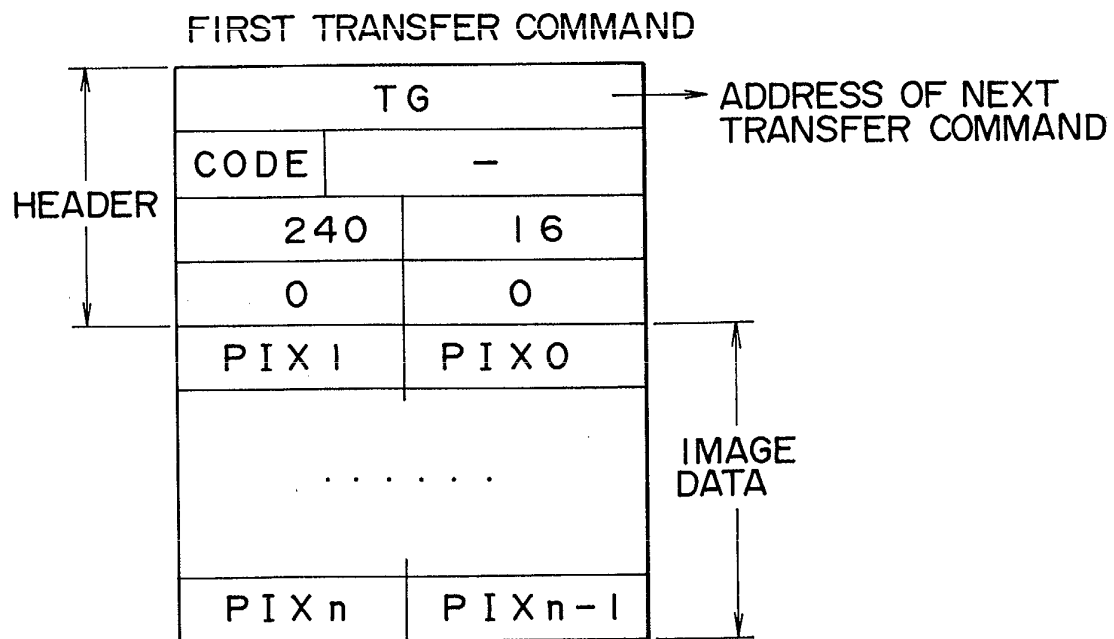 FIRST TRANSFER COMMAND
TG
ADDRESS OF NEXT
TRANSFER COMMAND
CODE -
HEADER
240 16
0 0
PIX1 PIX0
IMAGE
DATA
......
PIXn PIXn-1